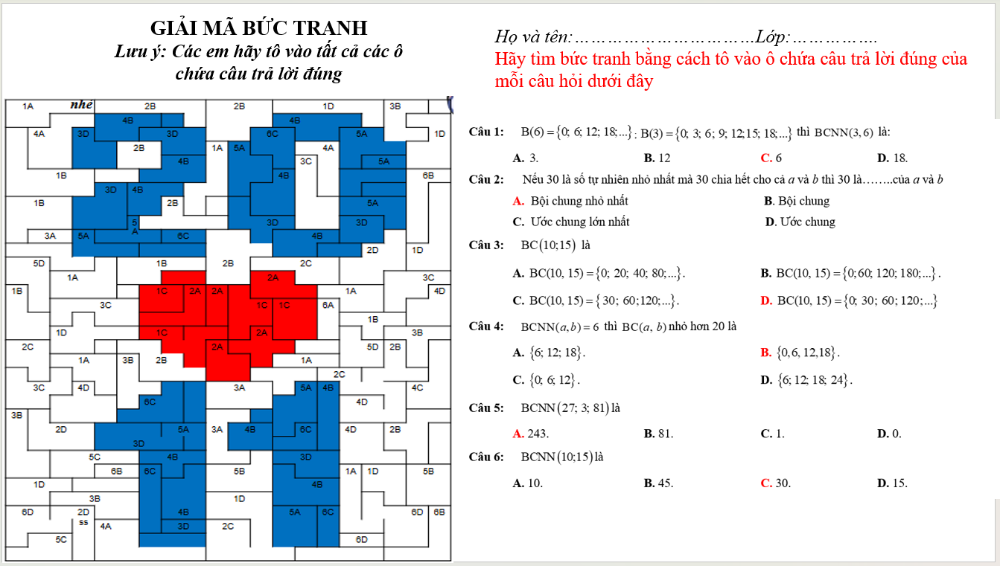 GIẢI MÃ BỨC TRANH
Lưu ý: Các em hãy tô vào tất cả các ô
chứa câu trả lời đúng
nhé
Họ và tên:……………………………Lớp:…………….
Hãy tìm bức tranh bằng cách tô vào ô chứa câu trả lời đúng của
mỗi câu hỏi dưới đây
1A 2B 2B 1D 3B
4B 4B
4A 3D 3D 6C 5A 1D
2B 1A 5A 4A
4B 3C 5A
1B 4B 6B
3D 4B
1B 2B 5A
5 3D 3D
A
3A 5A 6C 4B
2D 1D
5D 1B 2B 2C
1A 2A 3C
1B 1C 2A 2A 1A 4D
3C 1C 1C 6A
1B
1D 1C 2A 3B
2C 2A 5D 2B
1A 3B 2B 1A
2C
3C 4D 3A 5A 4B 4C
6C 4D
3B
2D 5A 3A 4B 6C 4D 2B
3D
5C 4B 3D
6B 6C 5B 1A 1D 5B
1D 4B
3B 1D
6D 2D 4B 5A 6C 6D 6B
ss
4A 3D 2C
5C 6D
Câu 1: B(6) = {0; 6; 12; 18;...} ; B(3) = {0; 3; 6; 9; 12;15; 18;...} thì BCNN(3, 6) là:
A. 3. B. 12 C. 6 D. 18.
Câu 2: Nếu 30 là số tự nhiên nhỏ nhất mà 30 chia hết cho cả a và b thì 30 là……..của a và b
A. Bội chung nhỏ nhất B. Bội chung
C. Ước chung lớn nhất D. Ước chung
Câu 3: BC(10;15) là
A. BC(10, 15) = {0; 20; 40; 80;...}. B. BC(10, 15) = {0;60; 120; 180;...}.
C. BC(10, 15) = { 30; 60;120;...}. D. BC(10, 15) = {0; 30; 60; 120;...}
Câu 4: BCNN(a, b) = 6 thì BC(a, b) nhỏ hơn 20 là
A. {6; 12; 18}. B. {0,6, 12,18}.
C. {0; 6; 12}. D. {6; 12; 18; 24}.
Câu 5: BCNN(27; 3; 81) là
A. 243. B. 81. C. 1. D. 0.
Câu 6: BCNN(10;15) là
A. 10. B. 45. C. 30. D. 15.